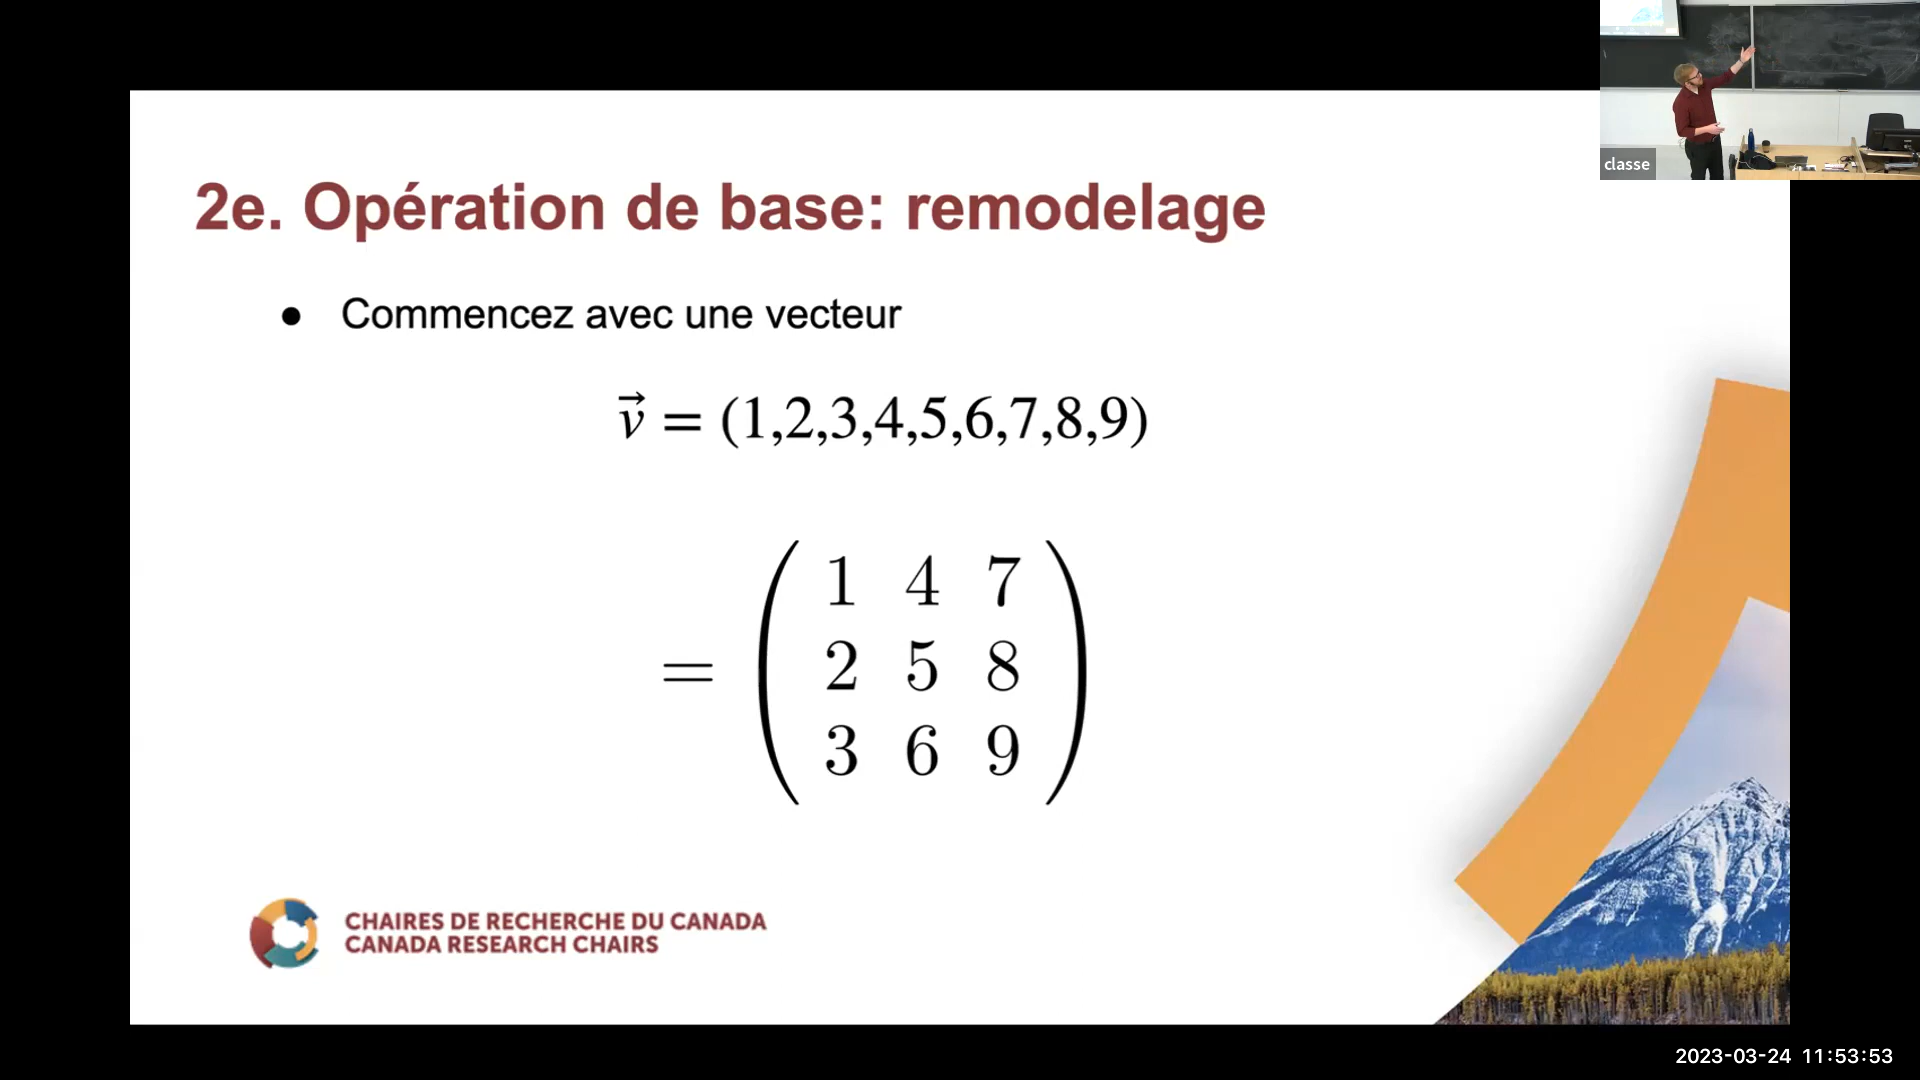 classe
2e. Opération de base: remodelage
● Commencez avec une vecteur
v⃗ = (1,2,3,4,5,6,7,8,9)
1 4 7
= 2 5 8
3 6 9
CHAIRES DE RECHERCHE DU CANADA
CANADA RESEARCH CHAIRS
2023-03-24 11:53:53